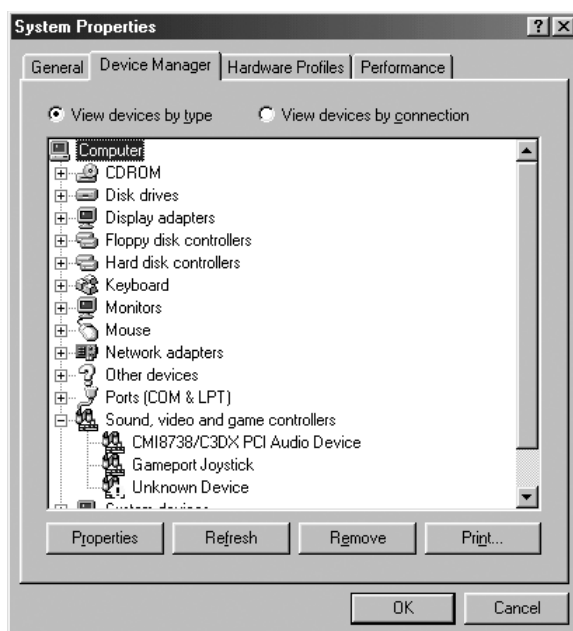 System Properties
General Device Manager Hardware Profiles Performance
View devices by type View devices by connection
Computer
CDROM
Disk drives
Display adapters
Floppy disk controllers
Hard disk controllers
Keyboard
Monitors
Mouse
Network adapters
Other devices
Ports (COM & LPT)
Sound, video and game controllers
CMI8738/C3DX PCI Audio Device
Gameport Joystick
Unknown Device
System devices
Properties Refresh Remove Print...
OK Cancel